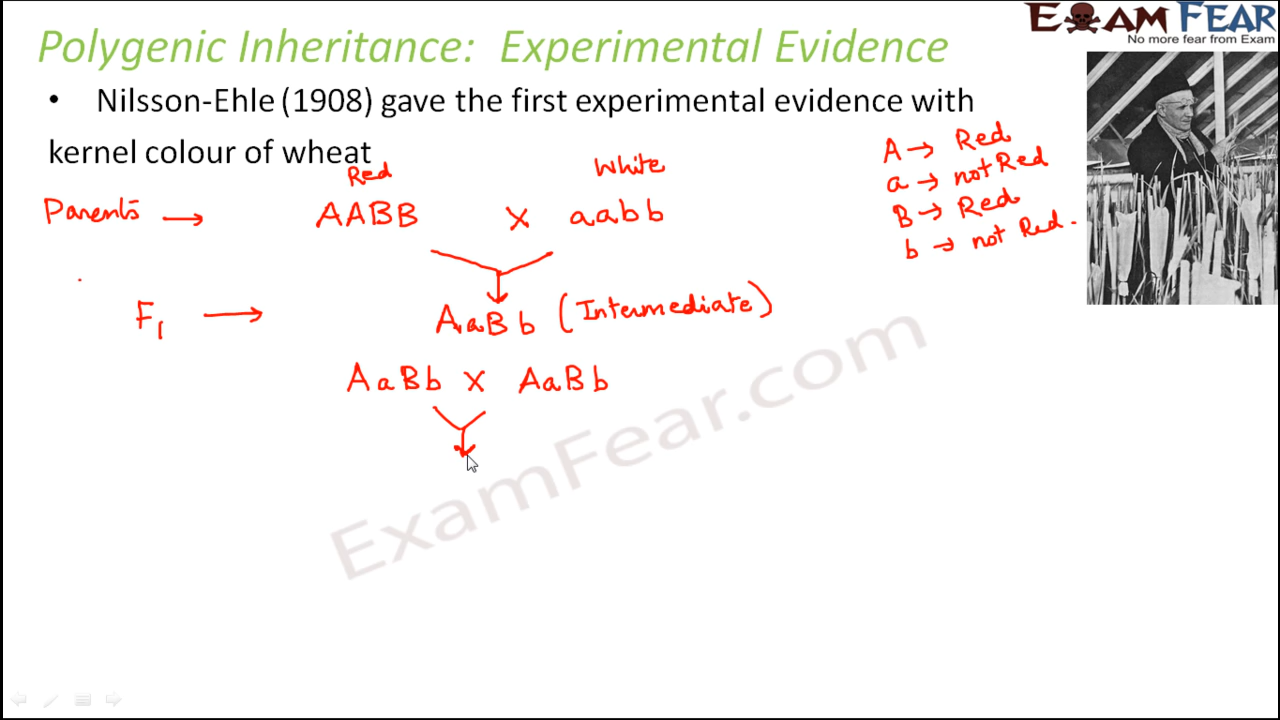 EXAM FEAR
No more fear from Exam
Polygenic Inheritance: Experimental Evidence
• Nilsson-Ehle (1908) gave the first experimental evidence with
kernel colour of wheat
Red White
Parents → AABB X aabb
A → Red
a → not Red
B → Red
b → not Red.
F1 → AaBb (Intermediate)
AaBb X AaBb
ExamFear.com